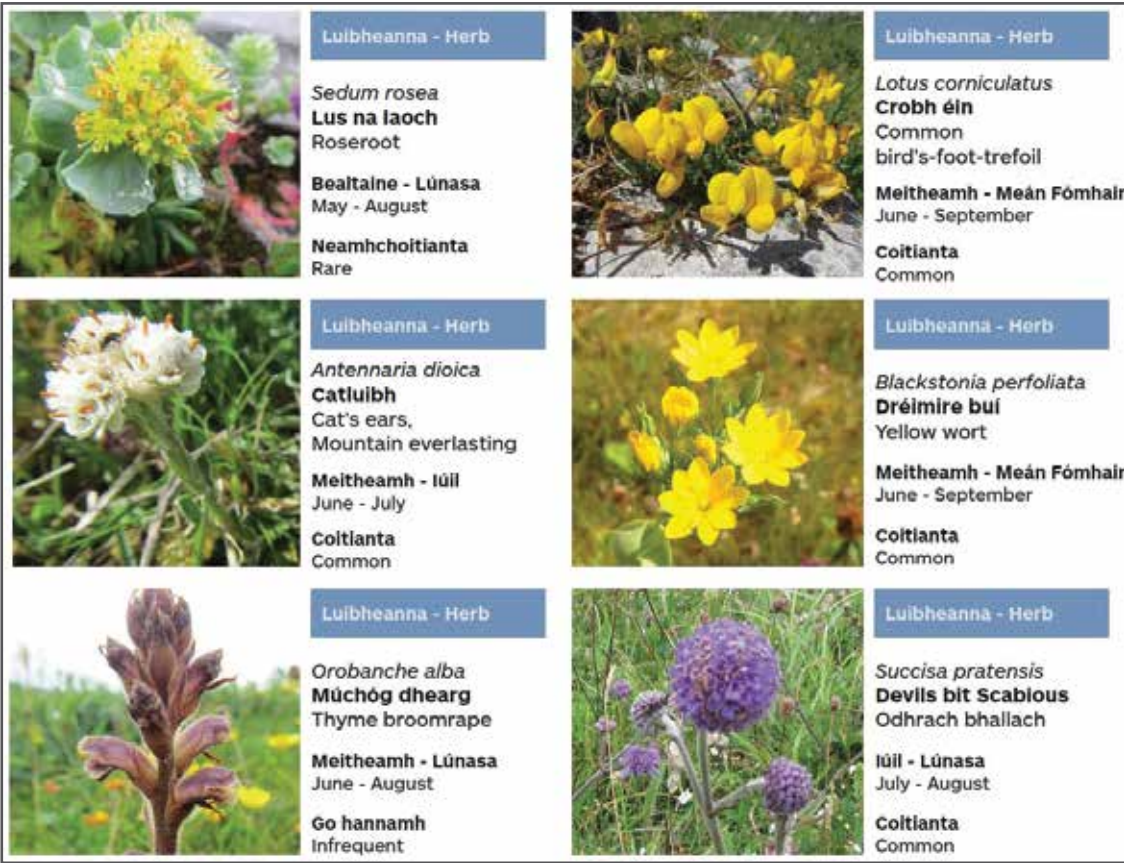 Luibheanna - Herb
Sedum rosea
Lus na laoch
Roseroot
Bealtaine - Lúnasa
May - August
Neamhchoitianta
Rare
Luibheanna - Herb
Lotus corniculatus
Crobh éin
Common
bird's-foot-trefoil
Meitheamh - Meán Fómhair
June - September
Coitianta
Common
Luibheanna - Herb
Antennaria dioica
Catluibh
Cat's ears,
Mountain everlasting
Meitheamh - Iúil
June - July
Coitianta
Common
Luibheanna - Herb
Blackstonia perfoliata
Dréimire buí
Yellow wort
Meitheamh - Meán Fómhair
June - September
Coitianta
Common
Luibheanna - Herb
Orobanche alba
Múchóg dhearg
Thyme broomrape
Meitheamh - Lúnasa
June - August
Go hannamh
Infrequent
Luibheanna - Herb
Succisa pratensis
Devils bit Scabious
Odhrach bhallach
Iúil - Lúnasa
July - August
Coitianta
Common